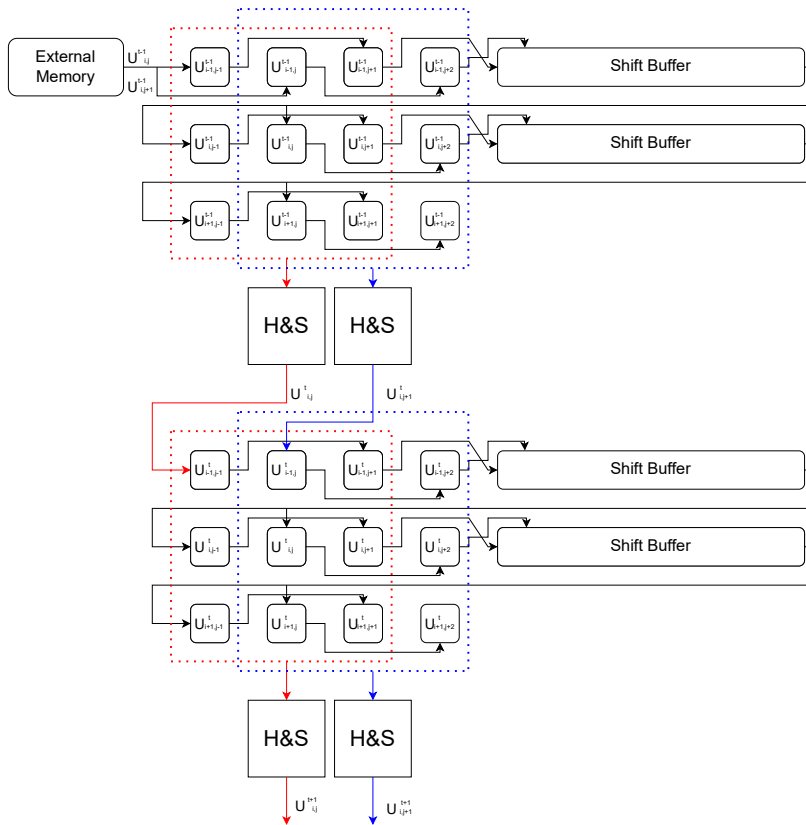 External
Memory
U^{t-1}_{i,j}
U^{t-1}_{i,j+1}
U^{t-1}_{i-1,j-1}
U^{t-1}_{i-1,j}
U^{t-1}_{i-1,j+1}
U^{t-1}_{i-1,j+2}
Shift Buffer
U^{t-1}_{i,j-1}
U^{t-1}_{i,j}
U^{t-1}_{i,j+1}
U^{t-1}_{i,j+2}
Shift Buffer
U^{t-1}_{i+1,j-1}
U^{t-1}_{i+1,j}
U^{t-1}_{i+1,j+1}
U^{t-1}_{i+1,j+2}
H&S
H&S
U^{t}_{i,j}
U^{t}_{i,j+1}
U^{t}_{i-1,j-1}
U^{t}_{i-1,j}
U^{t}_{i-1,j+1}
U^{t}_{i-1,j+2}
Shift Buffer
U^{t}_{i,j-1}
U^{t}_{i,j}
U^{t}_{i,j+1}
U^{t}_{i,j+2}
Shift Buffer
U^{t}_{i+1,j-1}
U^{t}_{i+1,j}
U^{t}_{i+1,j+1}
U^{t}_{i+1,j+2}
H&S
H&S
U^{t+1}_{i,j}
U^{t+1}_{i,j+1}